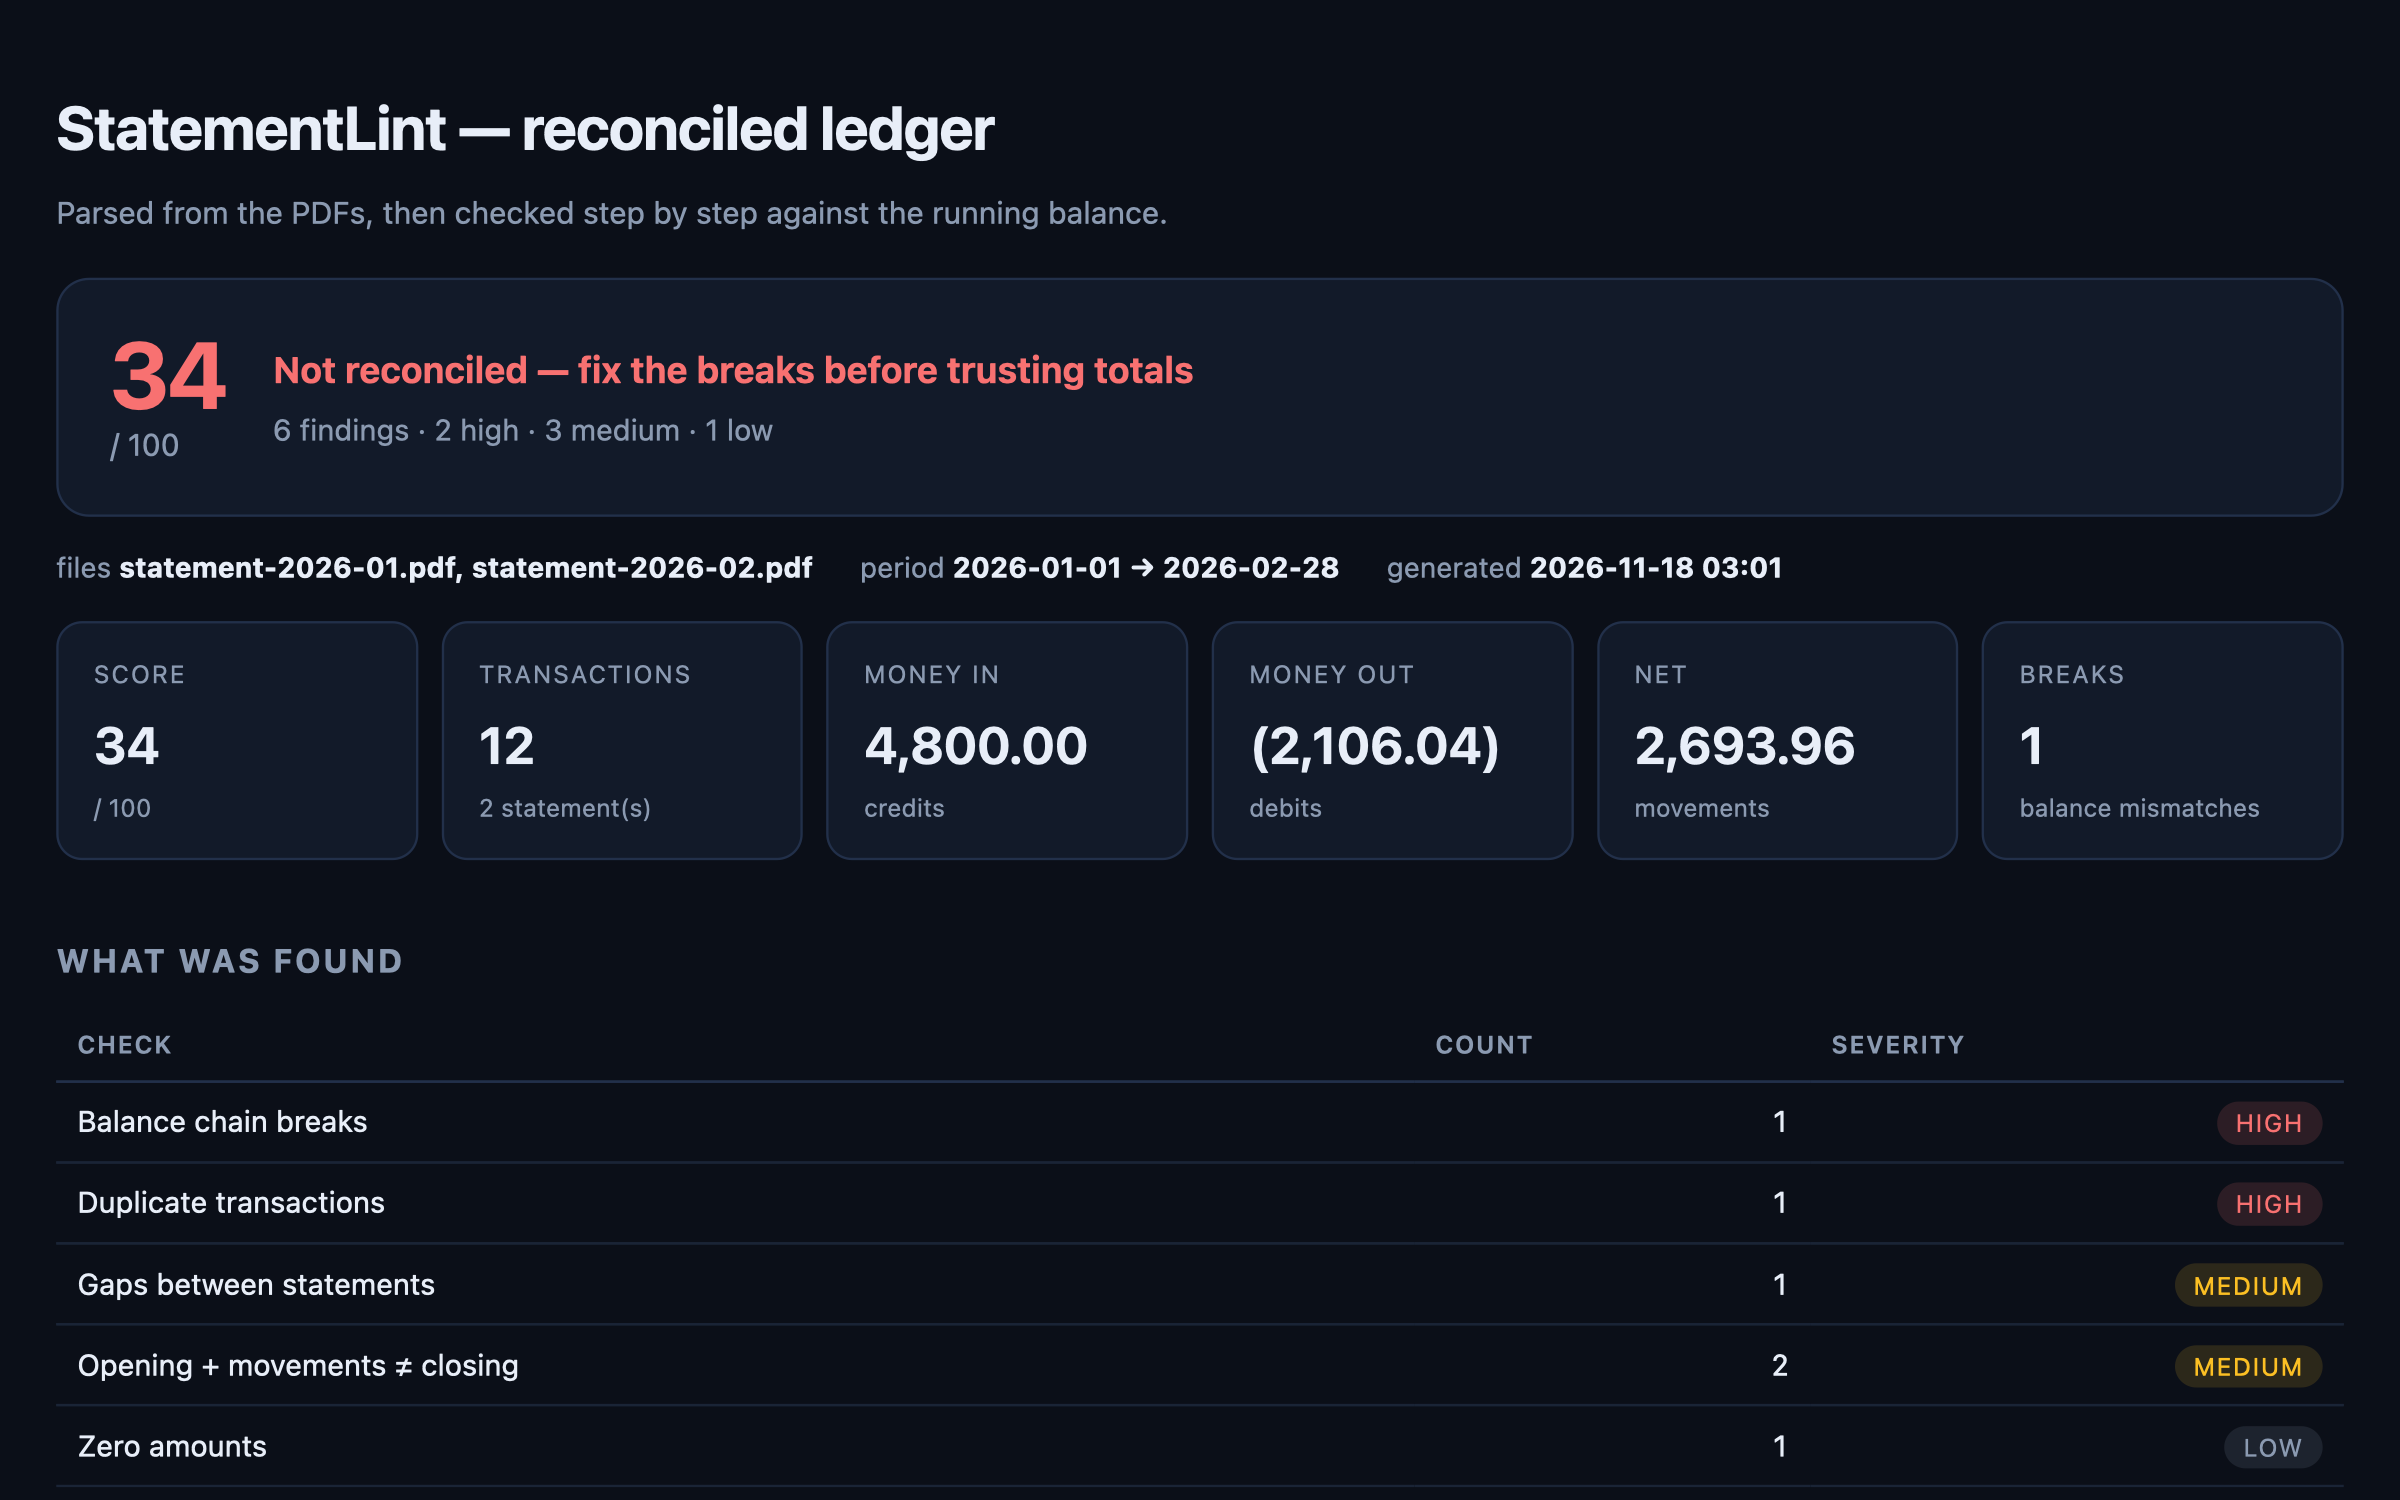 StatementLint — reconciled ledger
Parsed from the PDFs, then checked step by step against the running balance.
34
/ 100
Not reconciled — fix the breaks before trusting totals
6 findings · 2 high · 3 medium · 1 low
files statement-2026-01.pdf, statement-2026-02.pdf period 2026-01-01 → 2026-02-28 generated 2026-11-18 03:01
SCORE
34
/ 100
TRANSACTIONS
12
2 statement(s)
MONEY IN
4,800.00
credits
MONEY OUT
(2,106.04)
debits
NET
2,693.96
movements
BREAKS
1
balance mismatches
WHAT WAS FOUND
CHECK COUNT SEVERITY
Balance chain breaks 1 HIGH
Duplicate transactions 1 HIGH
Gaps between statements 1 MEDIUM
Opening + movements ≠ closing 2 MEDIUM
Zero amounts 1 LOW